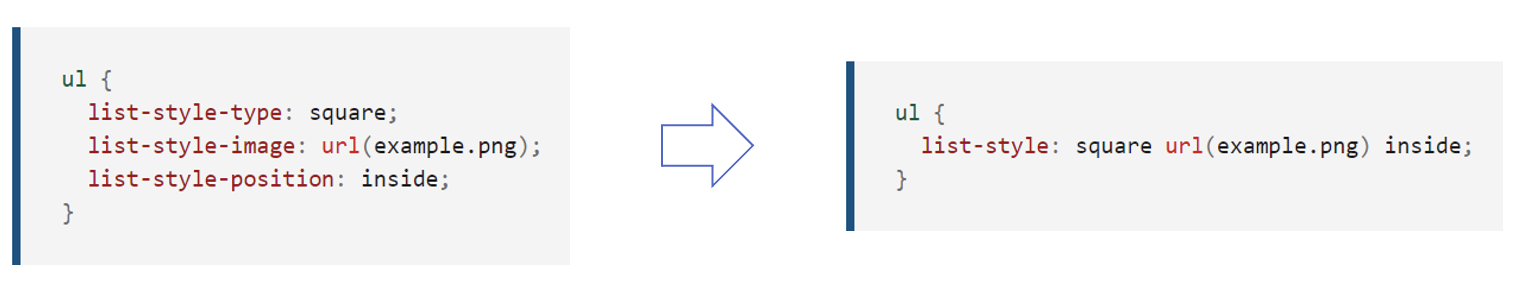 ul {
  list-style-type: square;
  list-style-image: url(example.png);
  list-style-position: inside;
}
ul {
  list-style: square url(example.png) inside;
}